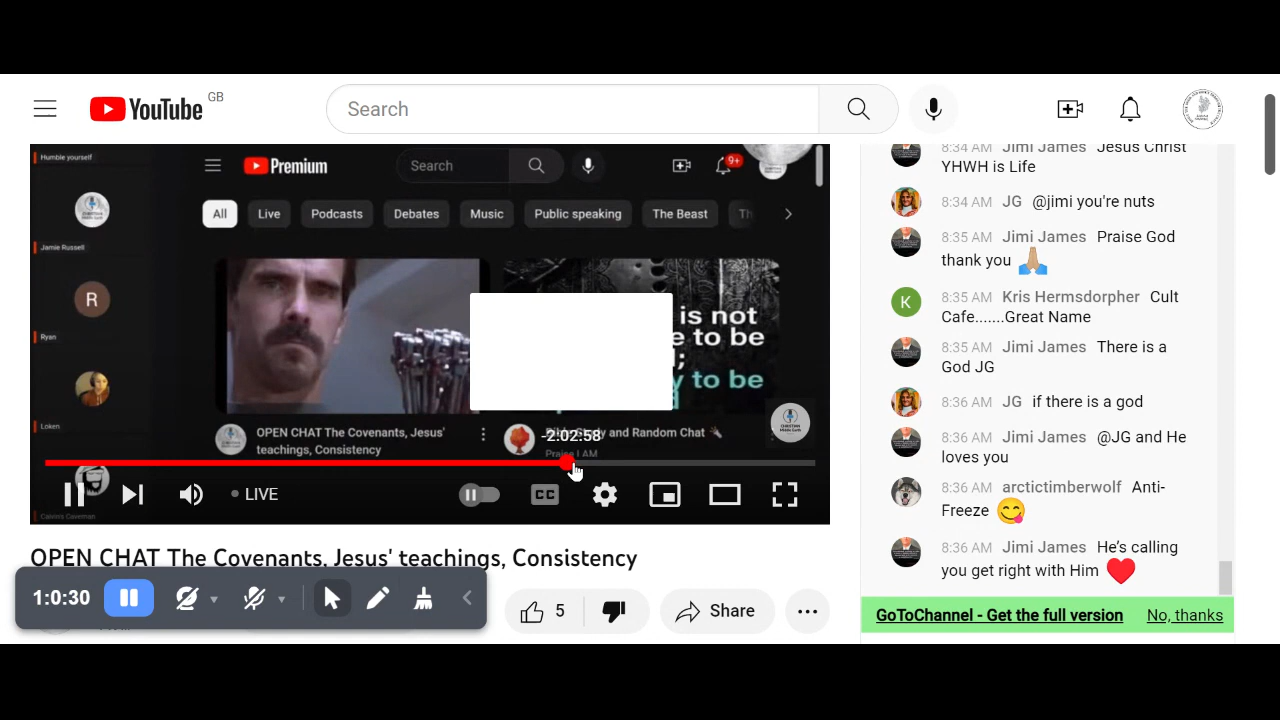 YouTube GB
Search
Humble yourself
Premium
Search
9+
All
Live
Podcasts
Debates
Music
Public speaking
The Beast
Th
Jamie Russell
R
Ryan
is not
e to be
l;
y to be
Loken
OPEN CHAT The Covenants, Jesus'
teachings, Consistency
Bible Study and Random Chat
Praise I AM
-2:02:58
LIVE
CC
Calvins Caveman
OPEN CHAT The Covenants, Jesus' teachings, Consistency
1:0:30
5
Share
8:34 AM Jimi James Jesus Christ
YHWH is Life
8:34 AM JG @jimi you're nuts
8:35 AM Jimi James Praise God
thank you 🙏🏽
K
8:35 AM Kris Hermsdorpher Cult
Cafe.......Great Name
8:35 AM Jimi James There is a
God JG
8:36 AM JG if there is a god
8:36 AM Jimi James @JG and He
loves you
8:36 AM arctictimberwolf Anti-
Freeze 😋
8:36 AM Jimi James He's calling
you get right with Him ❤️
GoToChannel - Get the full version No, thanks